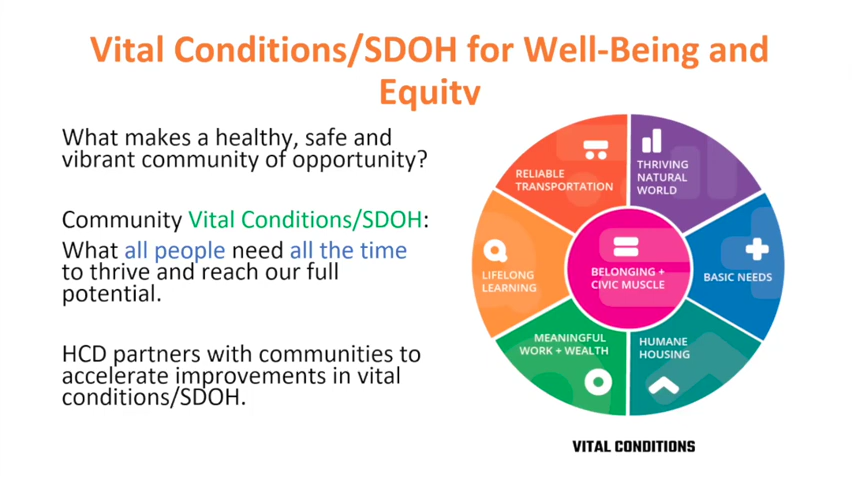 Vital Conditions/SDOH for Well-Being and
Equity
What makes a healthy, safe and
vibrant community of opportunity?
Community Vital Conditions/SDOH:
What all people need all the time
to thrive and reach our full
potential.
HCD partners with communities to
accelerate improvements in vital
conditions/SDOH.
RELIABLE
TRANSPORTATION
THRIVING
NATURAL
WORLD
LIFELONG
LEARNING
BELONGING +
CIVIC MUSCLE
BASIC NEEDS
MEANINGFUL
WORK + WEALTH
HUMANE
HOUSING
VITAL CONDITIONS